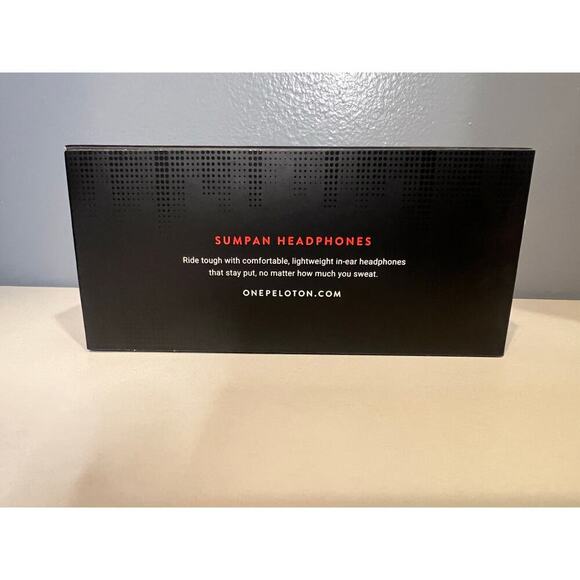 SUMPAN HEADPHONES
Ride tough with comfortable, lightweight in-ear headphones
that stay put, no matter how much you sweat.
ONEPELOTON.COM